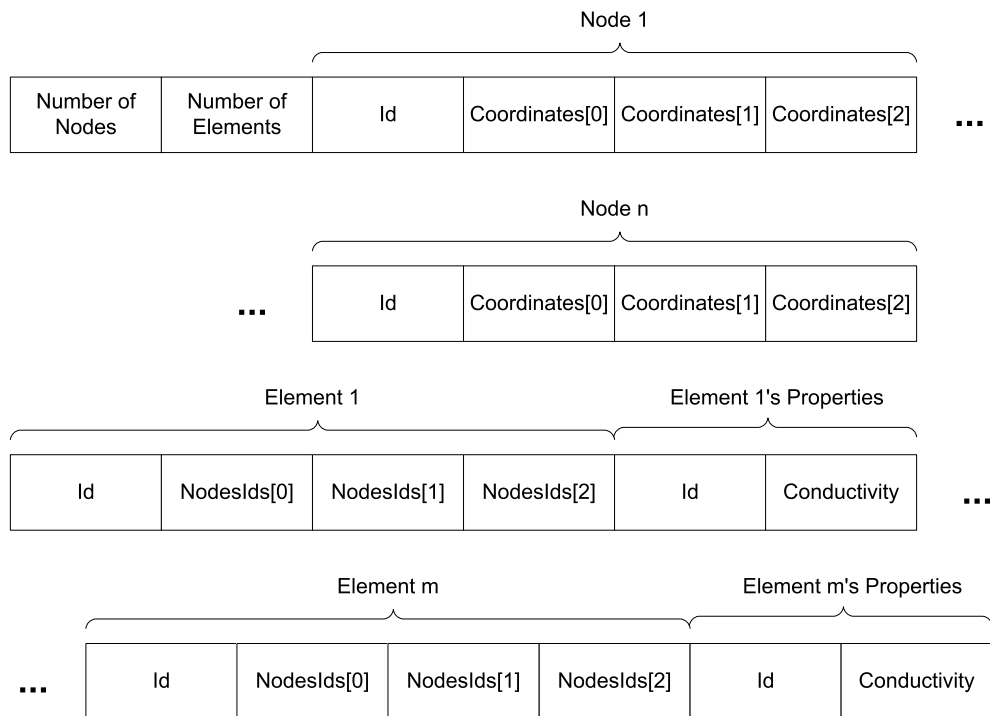 Node 1
Number of
Nodes
Number of
Elements
Id
Coordinates[0]
Coordinates[1]
Coordinates[2]
...
Node n
...
Id
Coordinates[0]
Coordinates[1]
Coordinates[2]
Element 1
Element 1's Properties
Id
NodesIds[0]
NodesIds[1]
NodesIds[2]
Id
Conductivity
...
Element m
Element m's Properties
...
Id
NodesIds[0]
NodesIds[1]
NodesIds[2]
Id
Conductivity